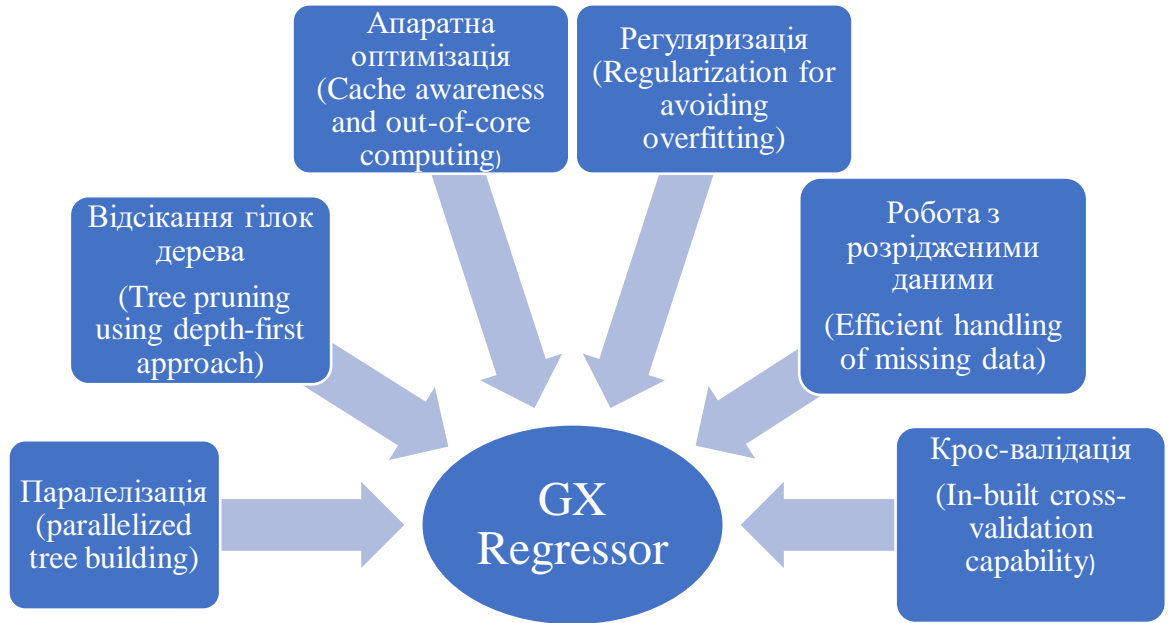 Апаратна
оптимізація
(Cache awareness
and out-of-core
computing)
Регуляризація
(Regularization for
avoiding
overfitting)
Відсікання гілок
дерева
(Tree pruning
using depth-first
approach)
Робота з
розрідженими
даними
(Efficient handling
of missing data)
Паралелізація
(parallelized
tree building)
GX
Regressor
Крос-валідація
(In-built cross-
validation
capability)